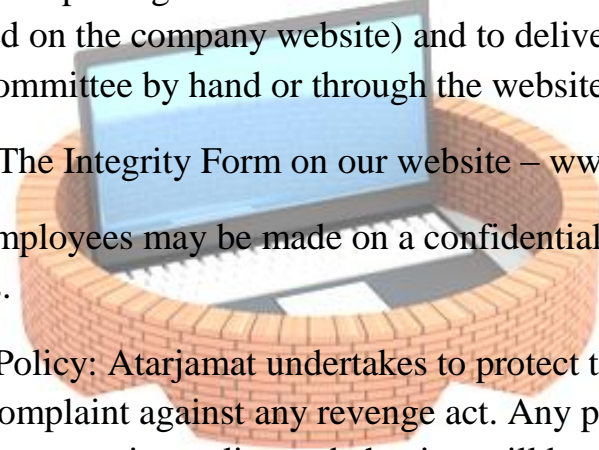 d on the company website) and to delive
ommittee by hand or through the website
The Integrity Form on our website – ww
mployees may be made on a confidential
.
Policy: Atarjamat undertakes to protect t
omplaint against any revenge act. Any p